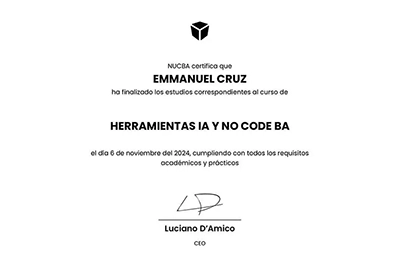 NUCBA certifica que
EMMANUEL CRUZ
ha finalizado los estudios correspondientes al curso de
HERRAMIENTAS IA Y NO CODE BA
el día 6 de noviembre del 2024, cumpliendo con todos los requisitos
académicos y prácticos
Luciano D'Amico
CEO